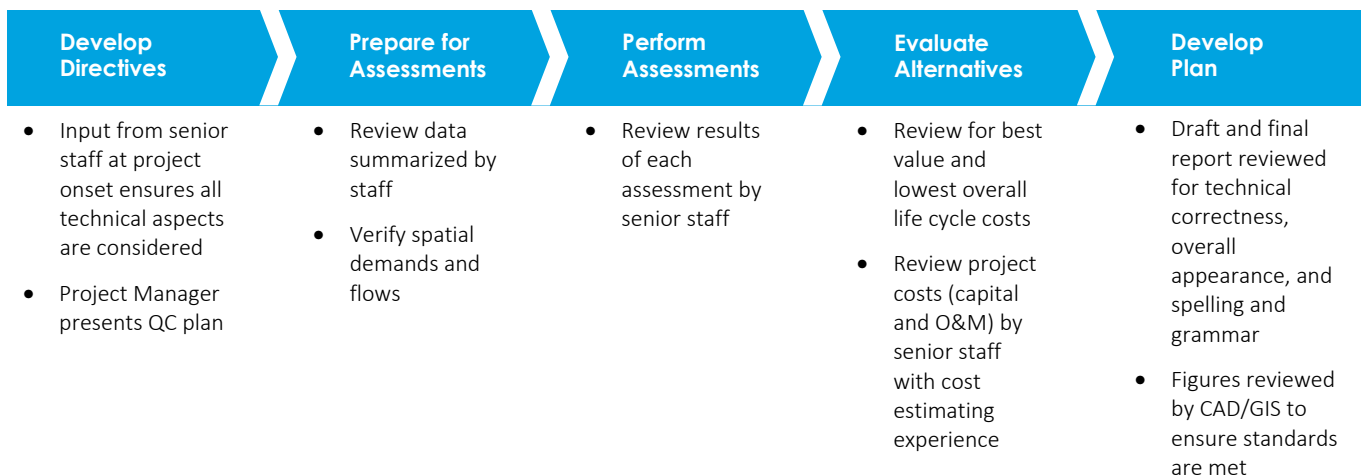 Develop
Directives
Prepare for
Assessments
Perform
Assessments
Evaluate
Alternatives
Develop
Plan
• Input from senior
staff at project
onset ensures all
technical aspects
are considered
• Project Manager
presents QC plan
• Review data
summarized by
staff
• Verify spatial
demands and
flows
• Review results
of each
assessment by
senior staff
• Review for best
value and
lowest overall
life cycle costs
• Review project
costs (capital
and O&M) by
senior staff
with cost
estimating
experience
• Draft and final
report reviewed
for technical
correctness,
overall
appearance, and
spelling and
grammar
• Figures reviewed
by CAD/GIS to
ensure standards
are met